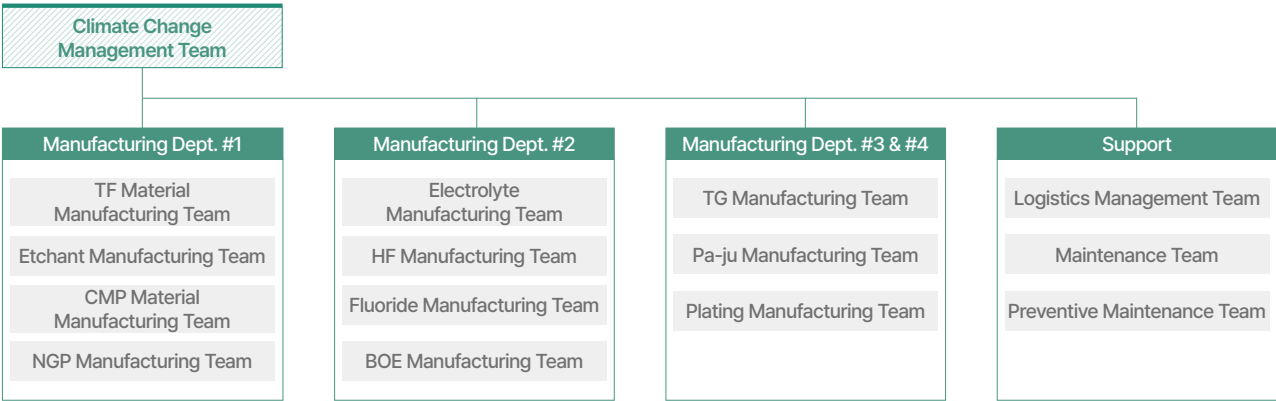 Climate Change
Management Team
Manufacturing Dept. #1
TF Material
Manufacturing Team
Etchant Manufacturing Team
CMP Material
Manufacturing Team
NGP Manufacturing Team
Manufacturing Dept. #2
Electrolyte
Manufacturing Team
HF Manufacturing Team
Fluoride Manufacturing Team
BOE Manufacturing Team
Manufacturing Dept. #3 & #4
TG Manufacturing Team
Pa-ju Manufacturing Team
Plating Manufacturing Team
Support
Logistics Management Team
Maintenance Team
Preventive Maintenance Team